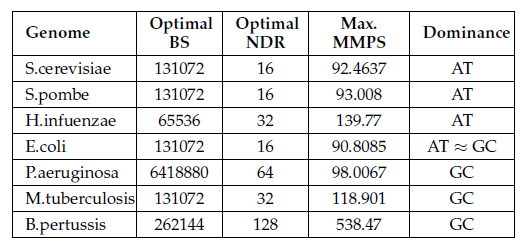 Genome Optimal BS Optimal NDR Max. MMPS Dominance
S.cerevisiae 131072 16 92.4637 AT
S.pombe 131072 16 93.008 AT
H.infuenzae 65536 32 139.77 AT
E.coli 131072 16 90.8085 AT ≈ GC
P.aeruginosa 6418880 64 98.0067 GC
M.tuberculosis 131072 32 118.901 GC
B.pertussis 262144 128 538.47 GC